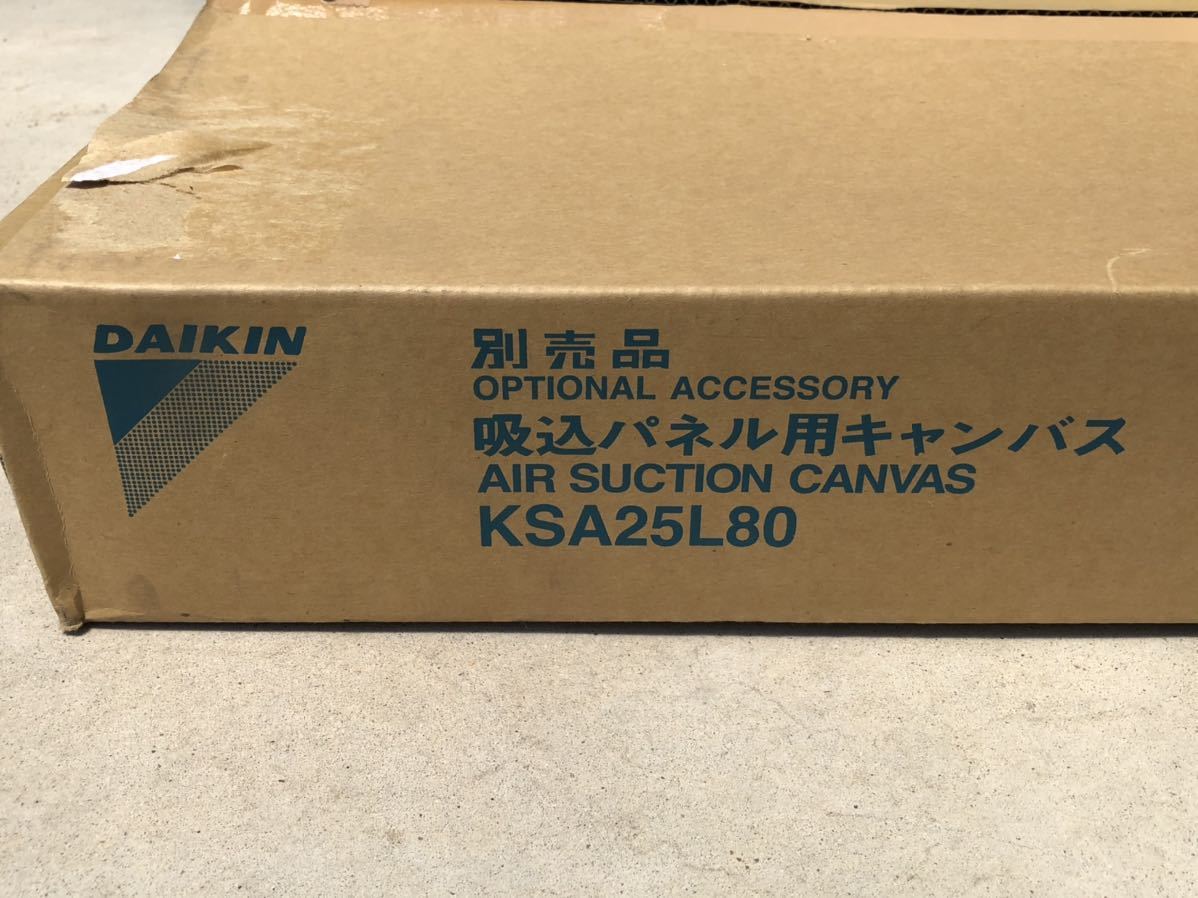 DAIKIN
別売品
OPTIONAL ACCESSORY
吸込パネル用キャンバス
AIR SUCTION CANVAS
KSA25L80